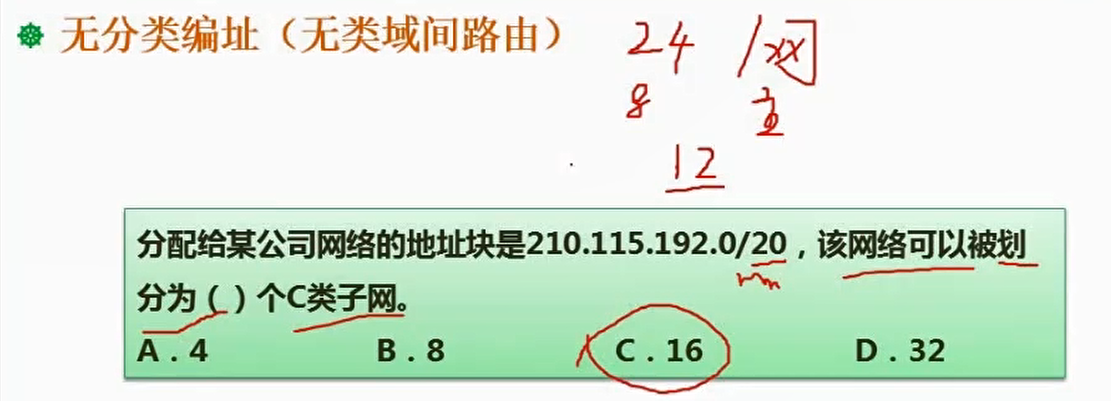 无分类编址（无类域间路由）
24 /xx 网
8 主
12
分配给某公司网络的地址块是210.115.192.0/20，该网络可以被划
分为（ ）个C类子网。
A．4 B．8 C．16 D．32